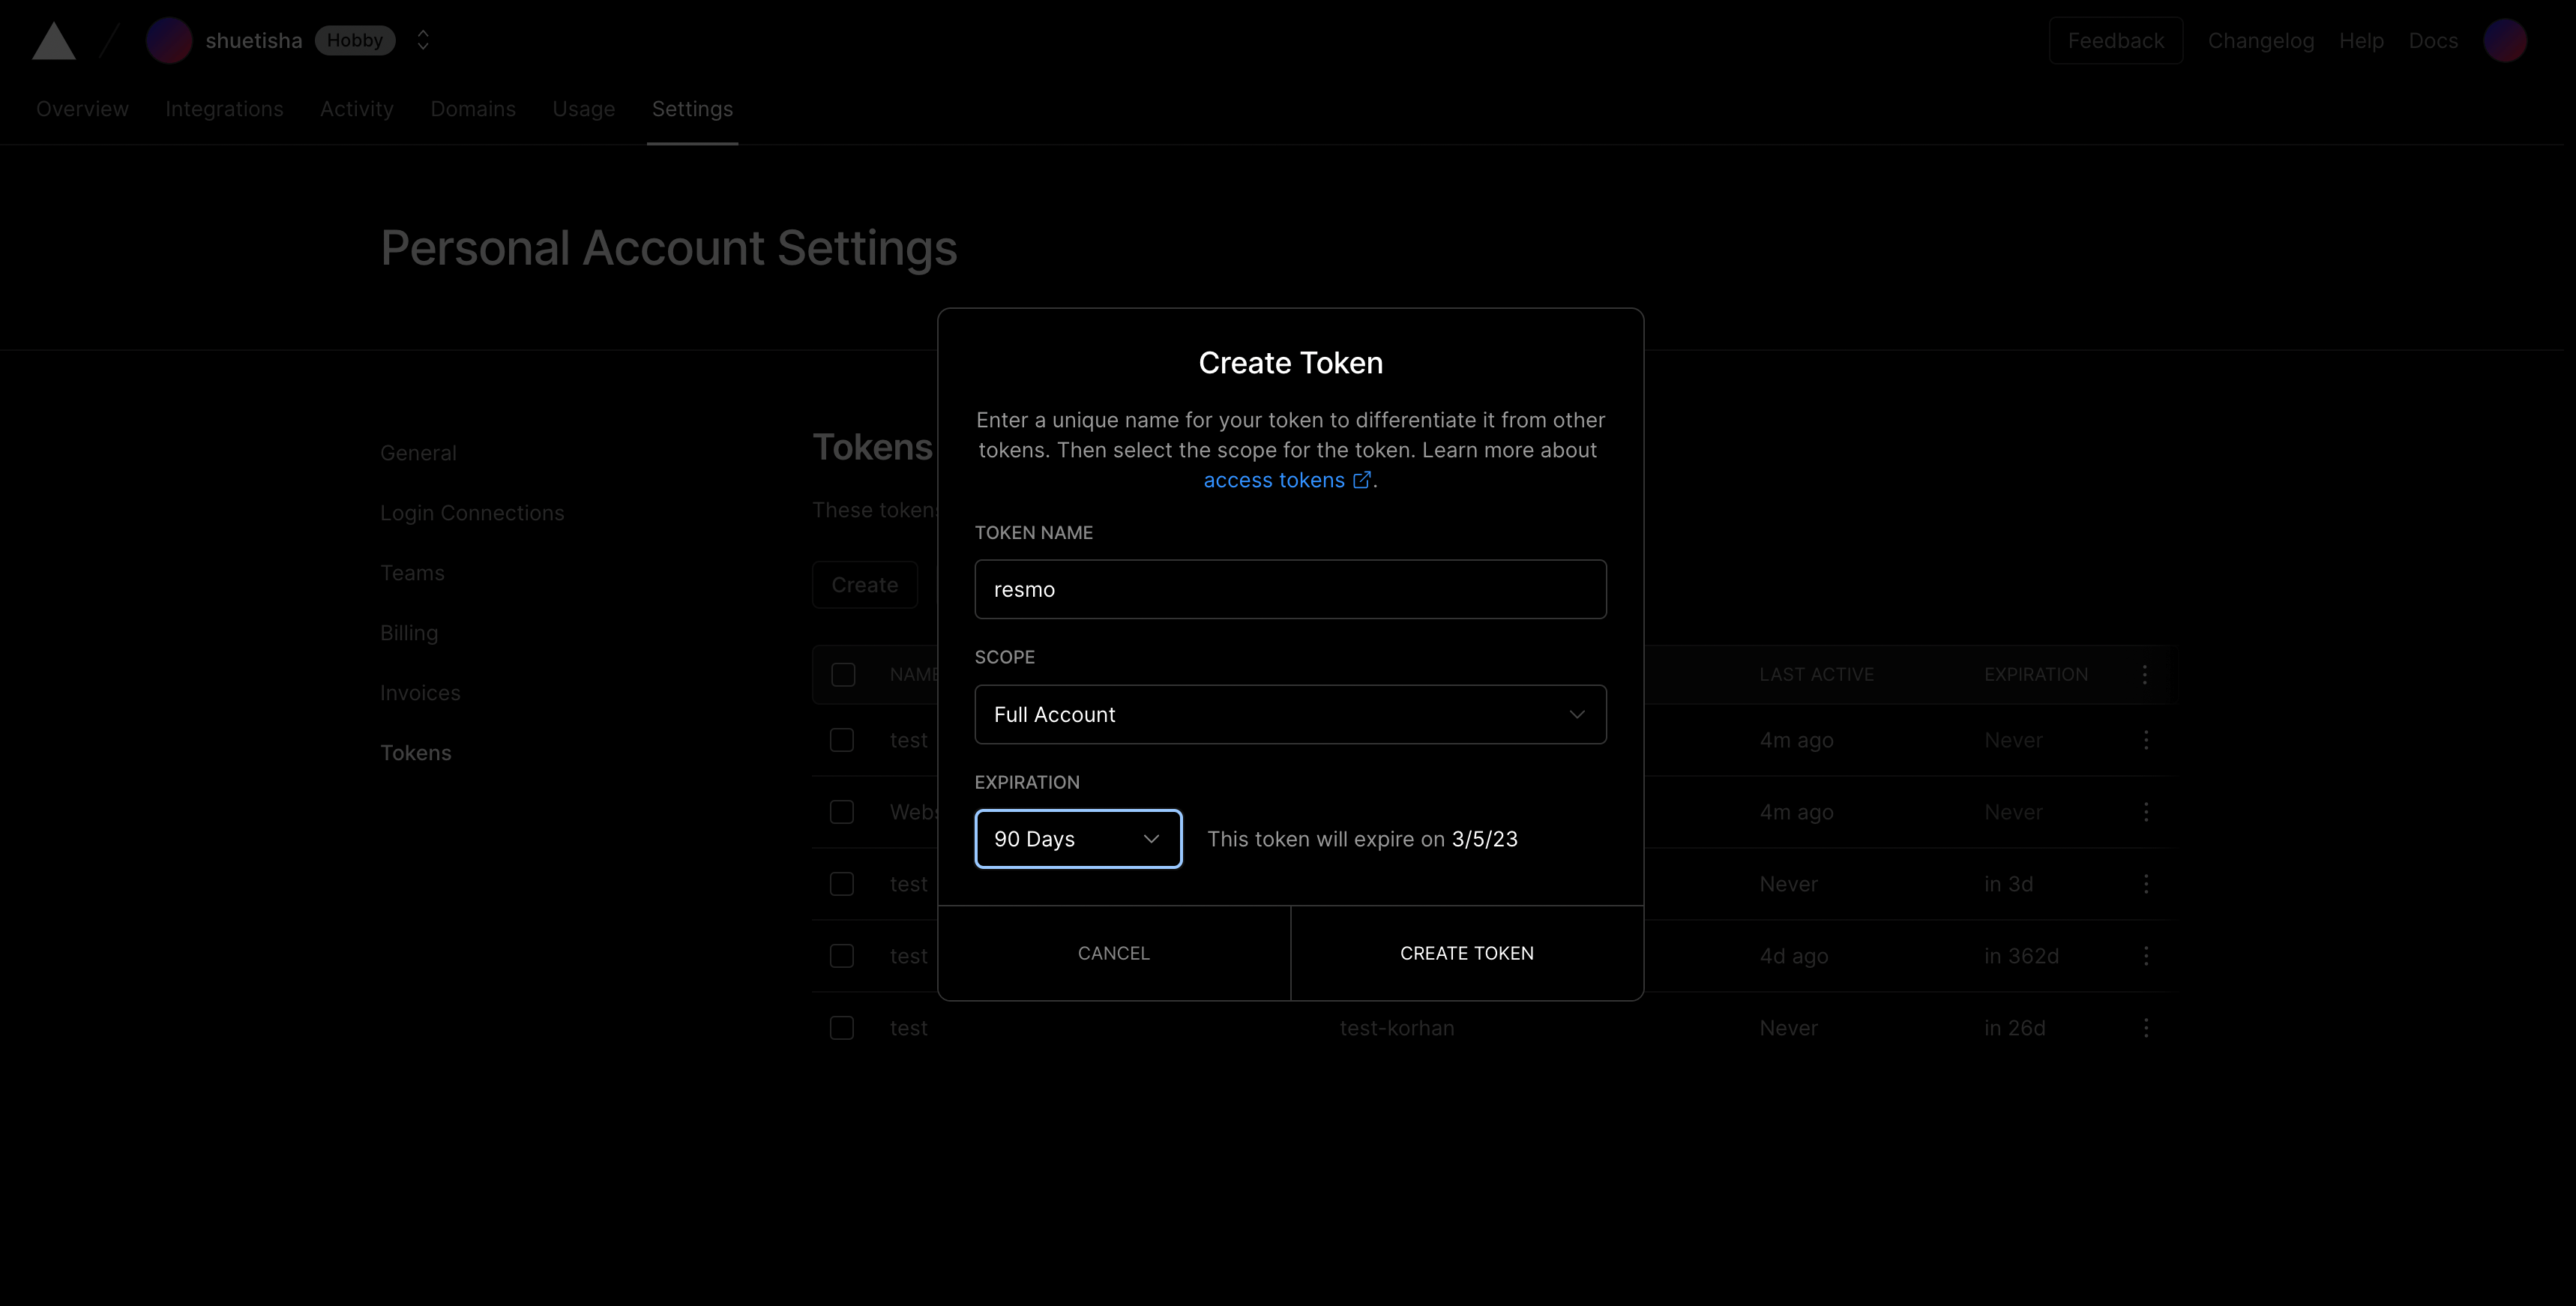 shuetisha Hobby
Feedback Changelog Help Docs
Overview Integrations Activity Domains Usage Settings
Personal Account Settings
General
Login Connections
Teams
Billing
Invoices
Tokens
Tokens
These token
Create
NAME LAST ACTIVE EXPIRATION
test 4m ago Never
Webs 4m ago Never
test Never in 3d
test 4d ago in 362d
test test-korhan Never in 26d
Create Token
Enter a unique name for your token to differentiate it from other
tokens. Then select the scope for the token. Learn more about
access tokens .
TOKEN NAME
resmo
SCOPE
Full Account
EXPIRATION
90 Days This token will expire on 3/5/23
CANCEL CREATE TOKEN